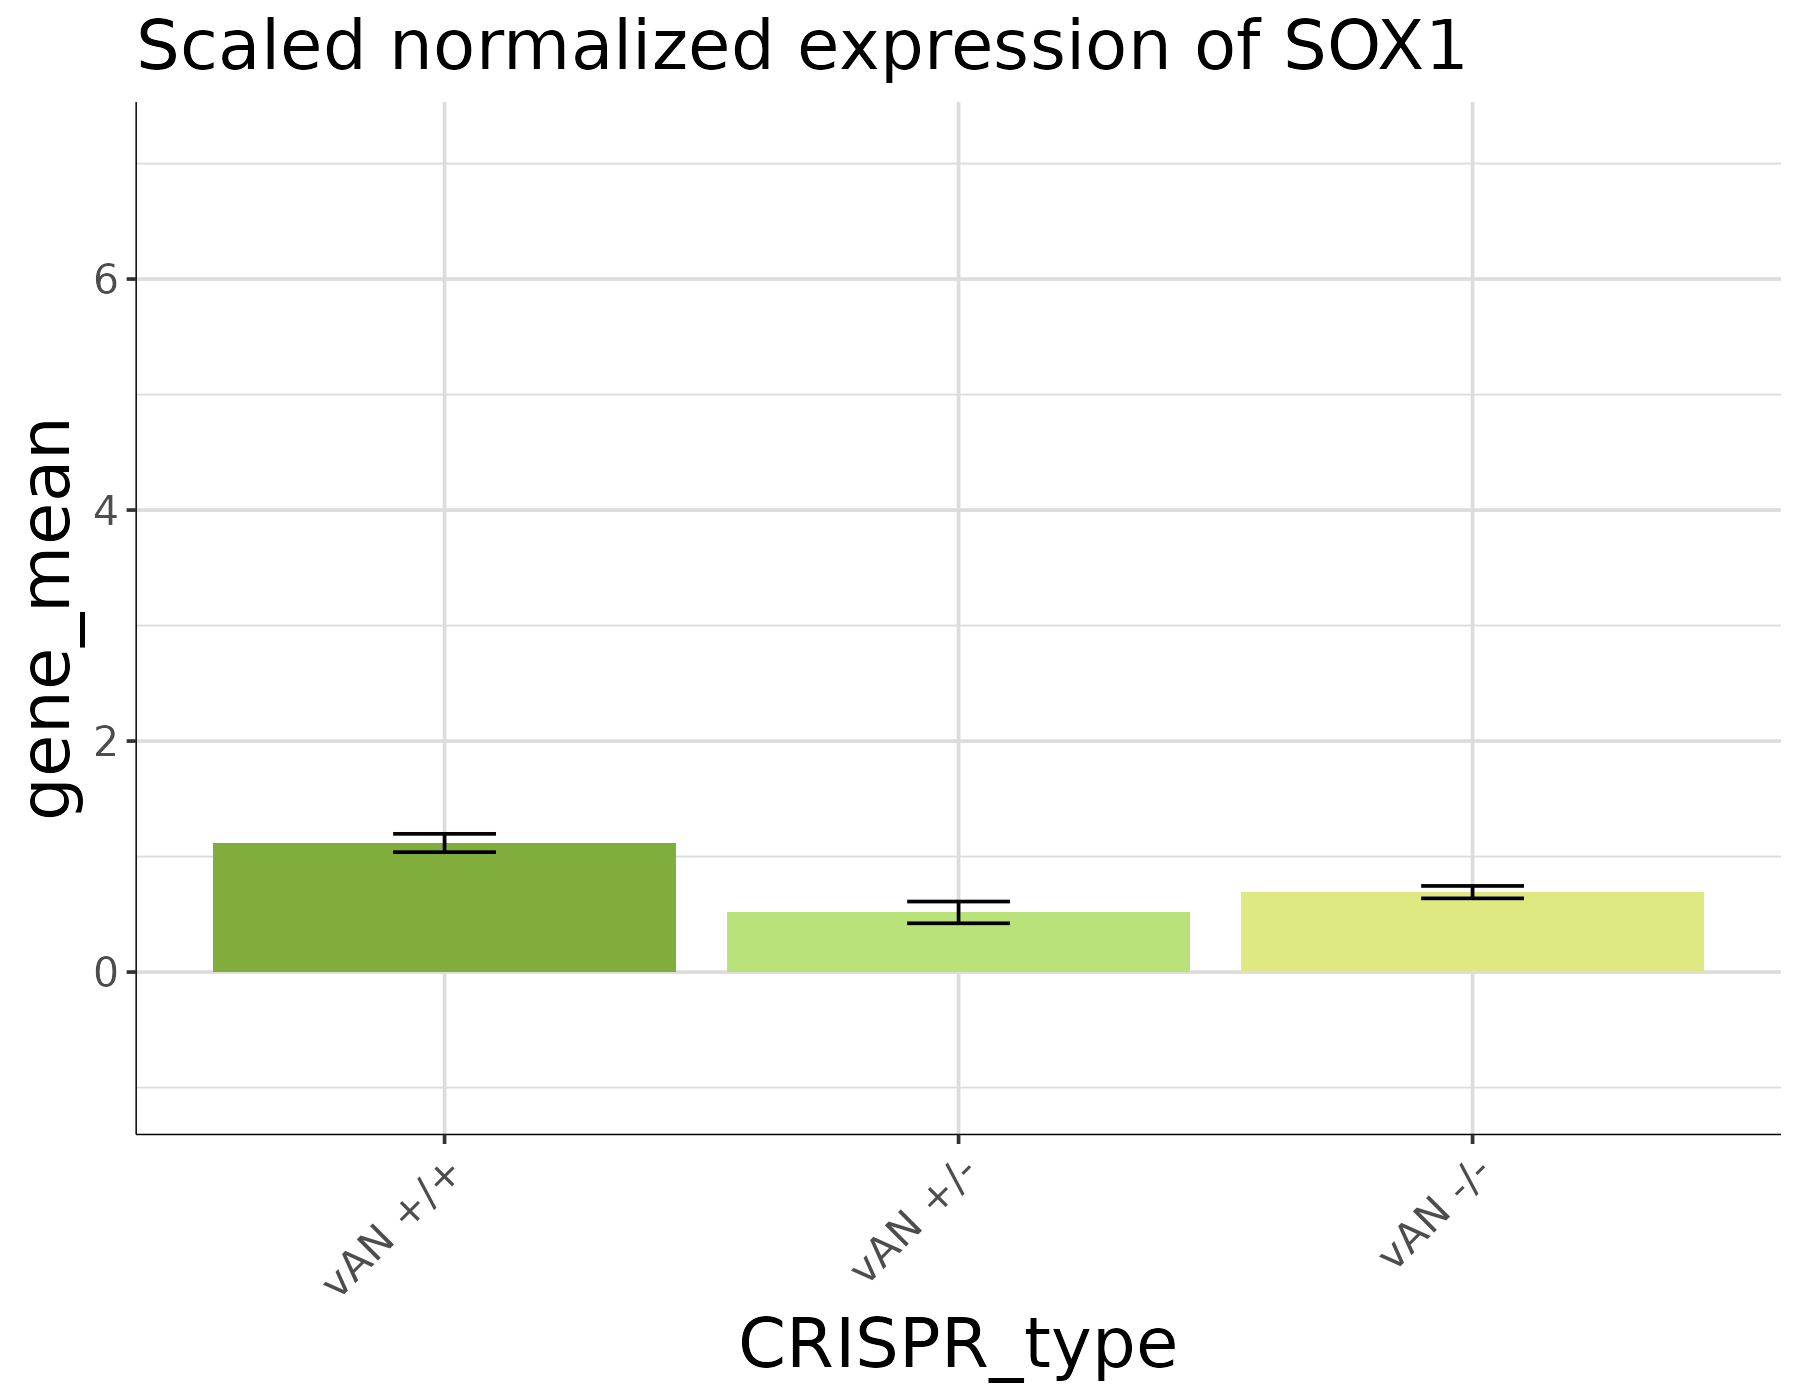 Scaled normalized expression of SOX1
gene_mean
6
4
2
0
vAN +/+
vAN +/-
vAN -/-
CRISPR_type